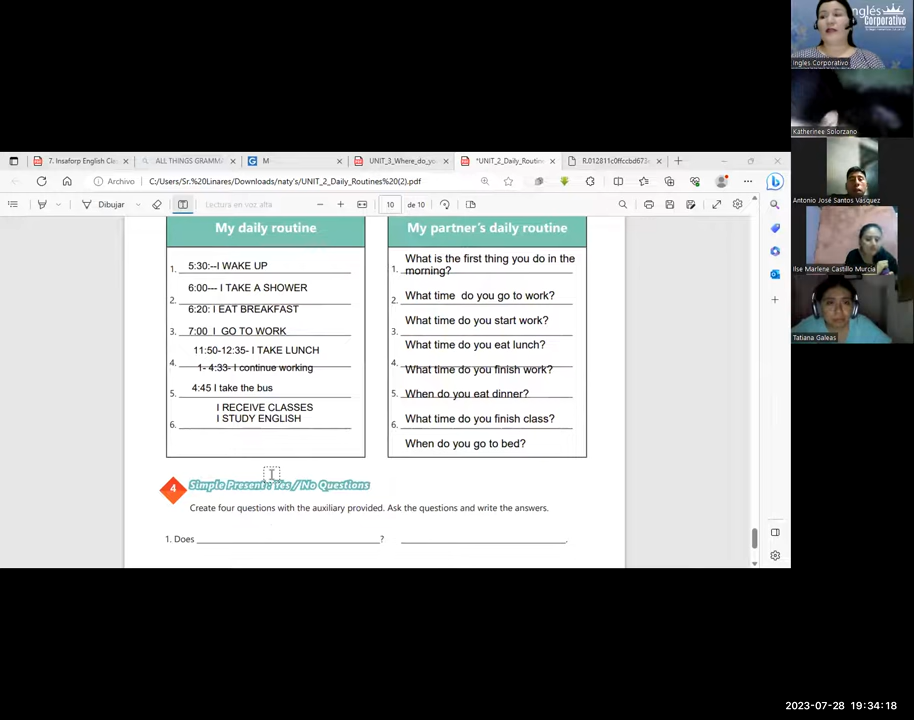 Inglés
Corporativo
Ingles Corporativo
Katherinee Solorzano
Antonio José Santos Vásquez
Ilse Marlene Castillo Murcia
Tatiana Galeas
7. Insaforp English Cla
ALL THINGS GRAMMA
M
UNIT_3_Where_do_yo
*UNIT_2_Daily_Routine
R.012811c0ffccbd673
Archivo
C:/Users/Sr.%20Linares/Downloads/naty's/UNIT_2_Daily_Routines%20(2).pdf
Dibujar
Lectura en voz alta
10
de 10
My daily routine
1. 5:30:--I WAKE UP
6:00--- I TAKE A SHOWER
2.
6:20: I EAT BREAKFAST
3. 7:00 I GO TO WORK
11:50-12:35- I TAKE LUNCH
4.
1- 4:33- I continue working
4:45 I take the bus
5.
I RECEIVE CLASSES
I STUDY ENGLISH
6.
My partner's daily routine
What is the first thing you do in the
1. morning?
2. What time do you go to work?
What time do you start work?
3.
What time do you eat lunch?
4.
What time do you finish work?
5. When do you eat dinner?
What time do you finish class?
6.
When do you go to bed?
4
Simple Present : Yes / No Questions
Create four questions with the auxiliary provided. Ask the questions and write the answers.
1. Does ______________ ? ______________.
2023-07-28 19:34:18